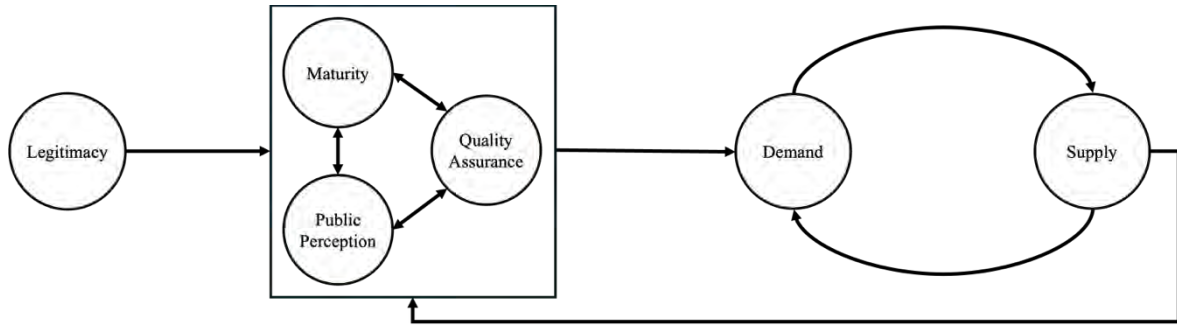 Legitimacy
Maturity
Quality
Assurance
Public
Perception
Demand
Supply